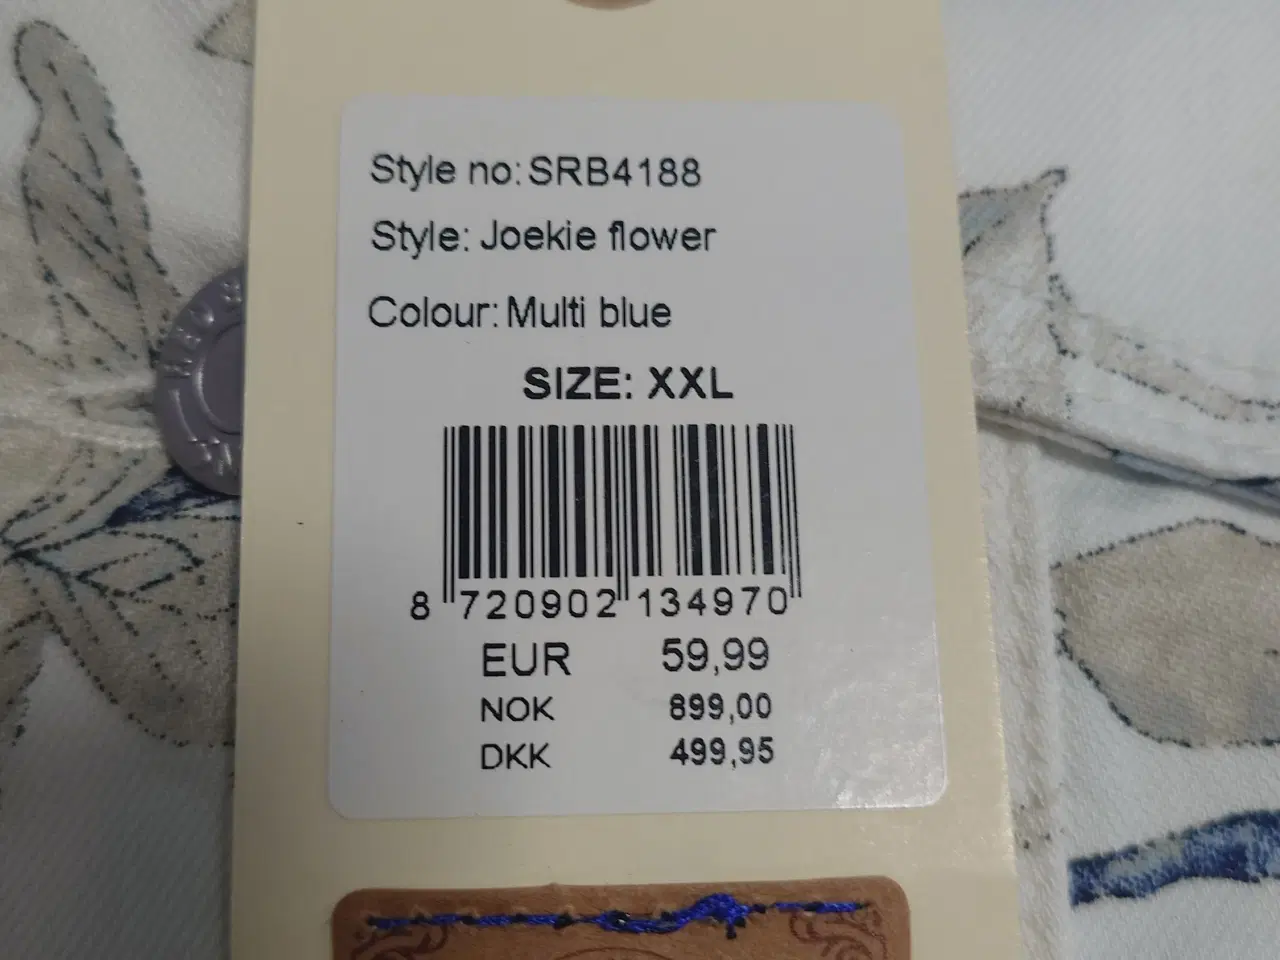 Style no: SRB4188
Style: Joekie flower
Colour: Multi blue
SIZE: XXL
8 720902 134970
EUR 59,99
NOK 899,00
DKK 499,95